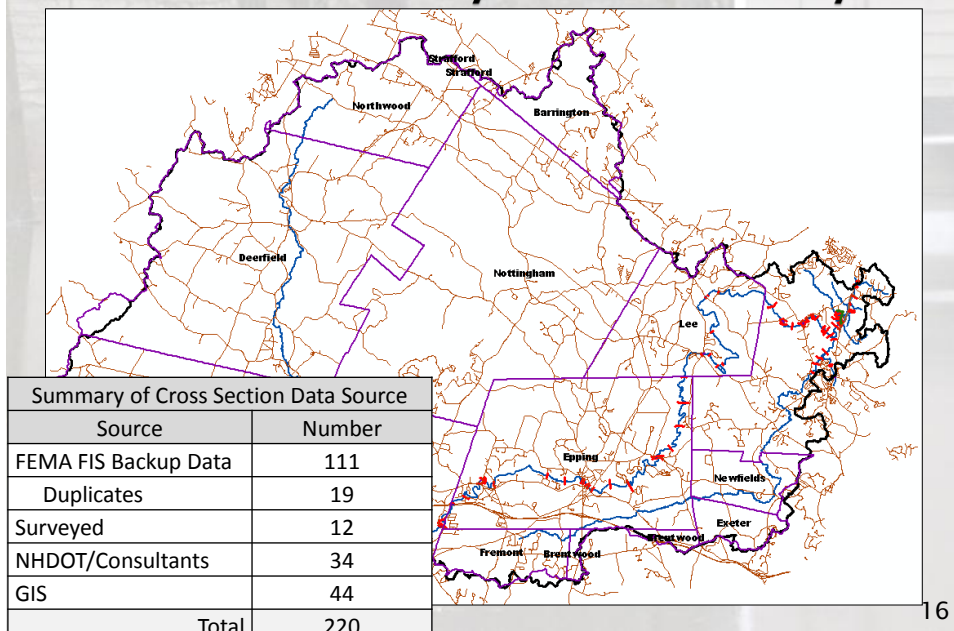 Strafford
Strafford
Northwood
Barrington
Deerfield
Nottingham
Lee
Epping
Newfields
Exeter
Brentwood
Fremont
Brentwood
Summary of Cross Section Data Source
Source Number
FEMA FIS Backup Data 111
Duplicates 19
Surveyed 12
NHDOT/Consultants 34
GIS 44
Total 220
16